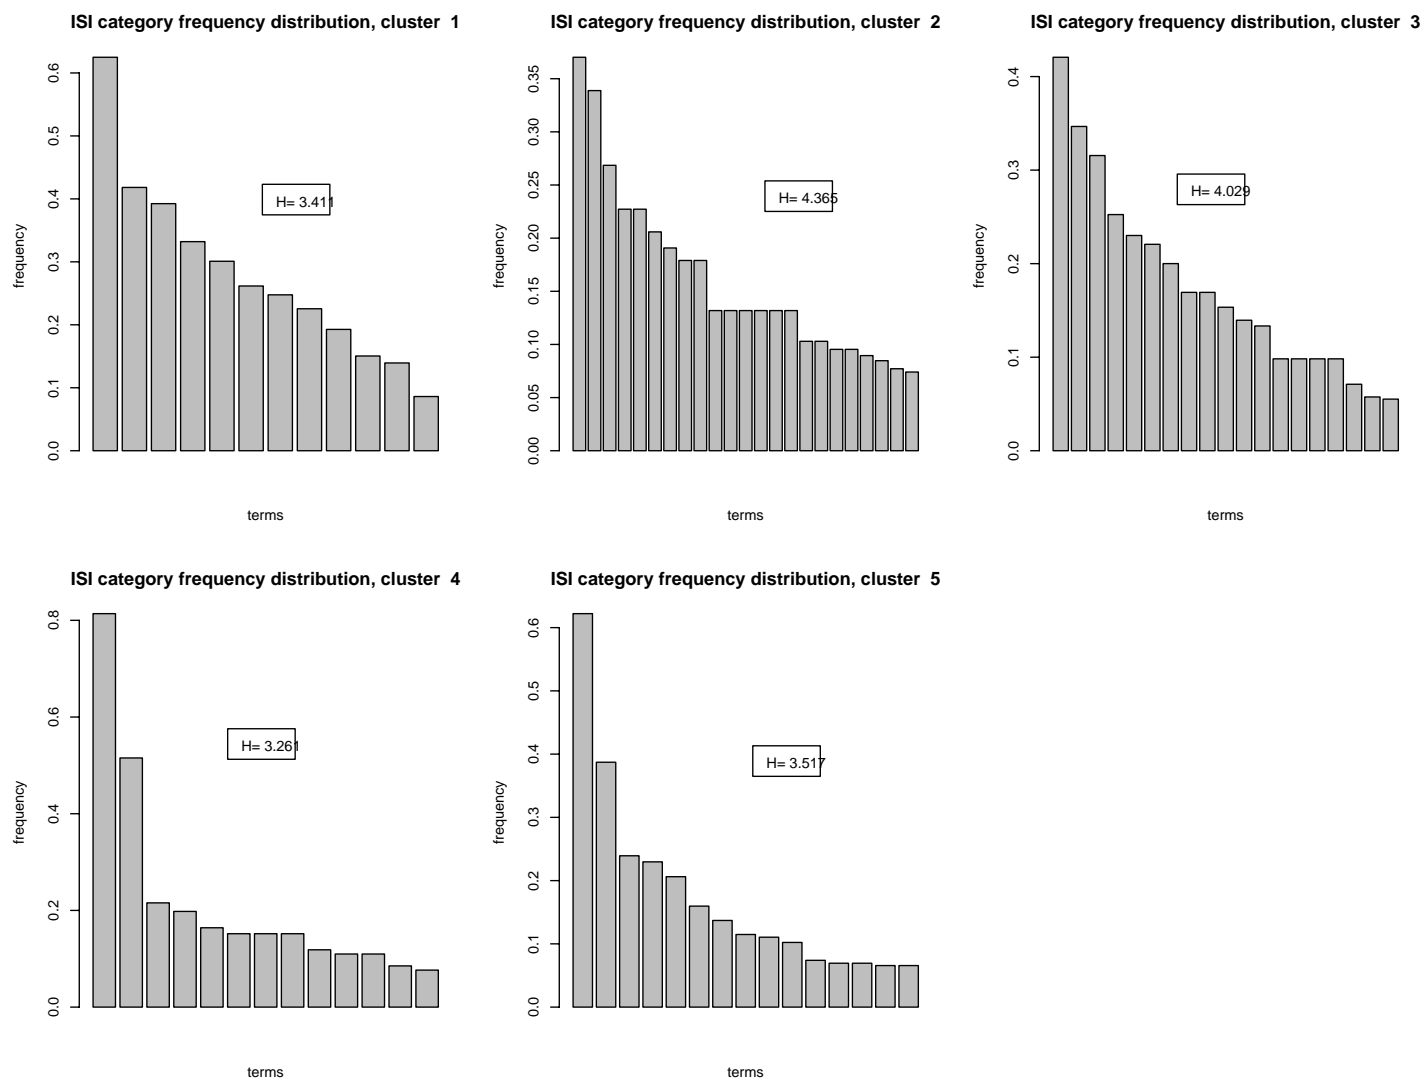 ISI category frequency distribution, cluster 1
frequency
0.0
0.1
0.2
0.3
0.4
0.5
0.6
H= 3.411
terms
ISI category frequency distribution, cluster 2
frequency
0.00
0.05
0.10
0.15
0.20
0.25
0.30
0.35
H= 4.365
terms
ISI category frequency distribution, cluster 3
frequency
0.0
0.1
0.2
0.3
0.4
H= 4.029
terms
ISI category frequency distribution, cluster 4
frequency
0.0
0.2
0.4
0.6
0.8
H= 3.261
terms
ISI category frequency distribution, cluster 5
frequency
0.0
0.1
0.2
0.3
0.4
0.5
0.6
H= 3.517
terms